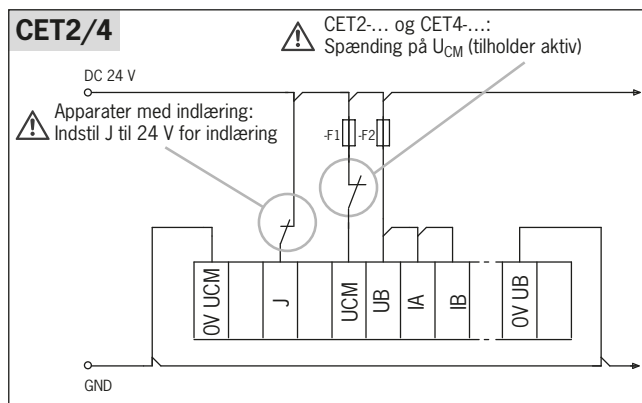 CET2/4
CET2-... og CET4-...:
Spænding på UCM (tilholder aktiv)
DC 24 V
Apparater med indlæring:
Indstil J til 24 V for indlæring
-F1
-F2
0V UCM
J
UCM
UB
IA
IB
0V UB
GND